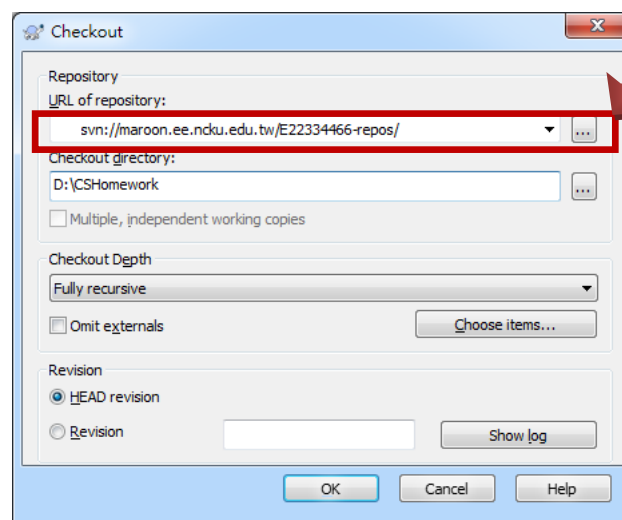 Checkout
Repository
URL of repository:
svn://maroon.ee.ncku.edu.tw/E22334466-repos/
...
Checkout directory:
D:\CSHomework
...
Multiple, independent working copies
Checkout Depth
Fully recursive
Omit externals
Choose items...
Revision
HEAD revision
Revision
Show log
OK
Cancel
Help